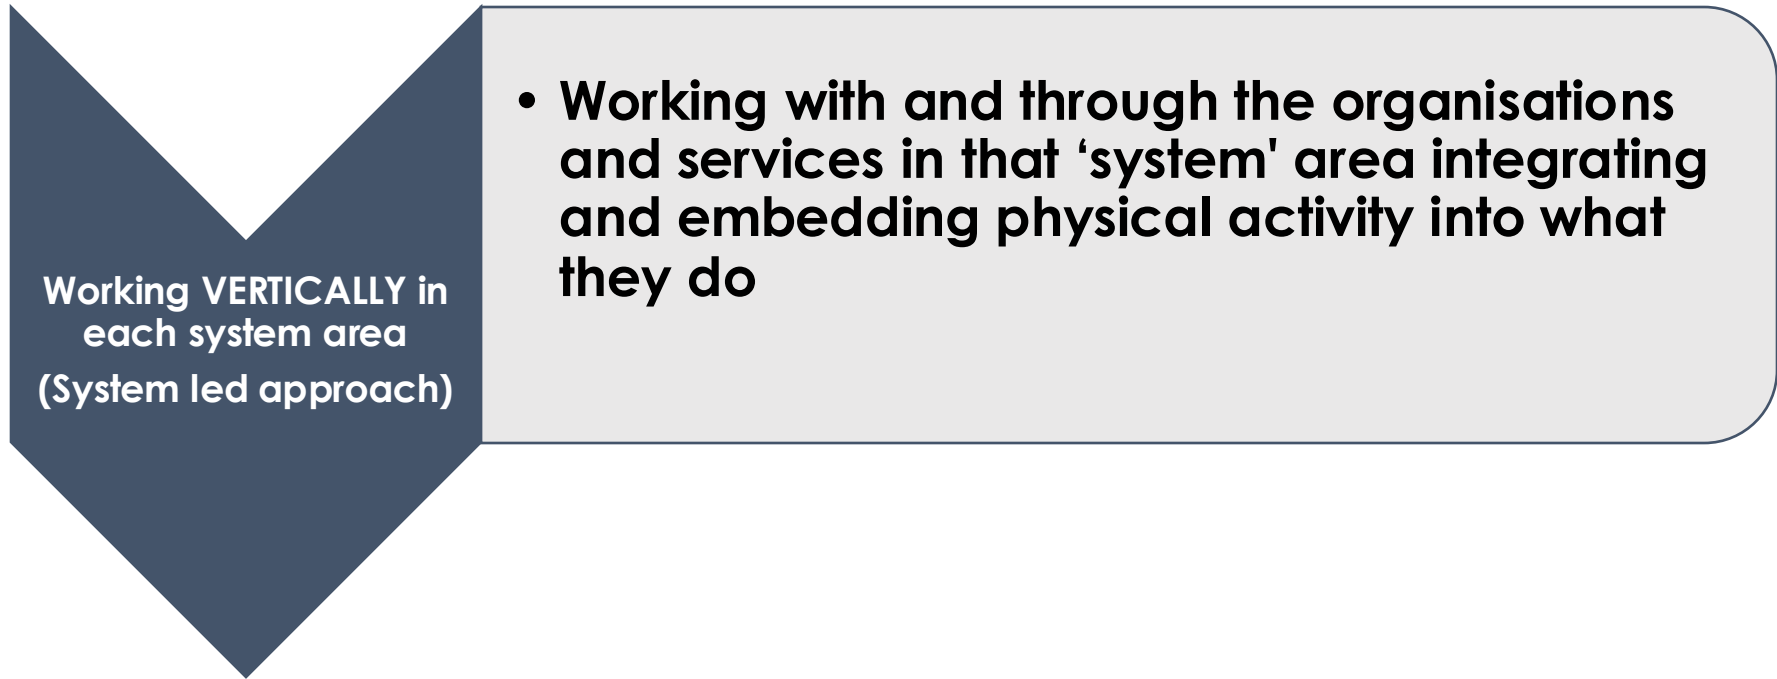 Working VERTICALLY in
each system area
(System led approach)
• Working with and through the organisations
and services in that ‘system' area integrating
and embedding physical activity into what
they do